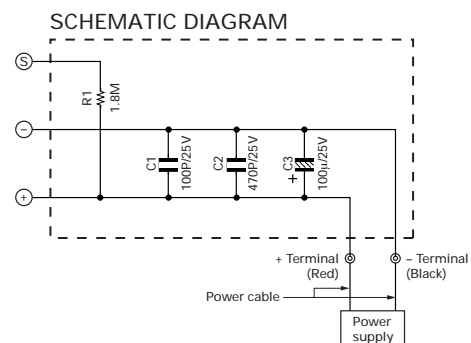 SCHEMATIC DIAGRAM
S
R1
1.8M
−
C1
100P/25V
C2
470P/25V
C3
100µ/25V
+
+
+ Terminal
(Red)
− Terminal
(Black)
Power cable
Power
supply